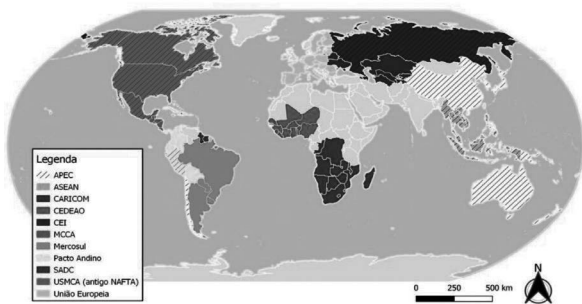 Legenda
APEC
ASEAN
CARICOM
CEDEAO
CEI
MCCA
Mercosul
Pacto Andino
SADC
USMCA (antigo NAFTA)
União Europeia
0 250 500 km
N